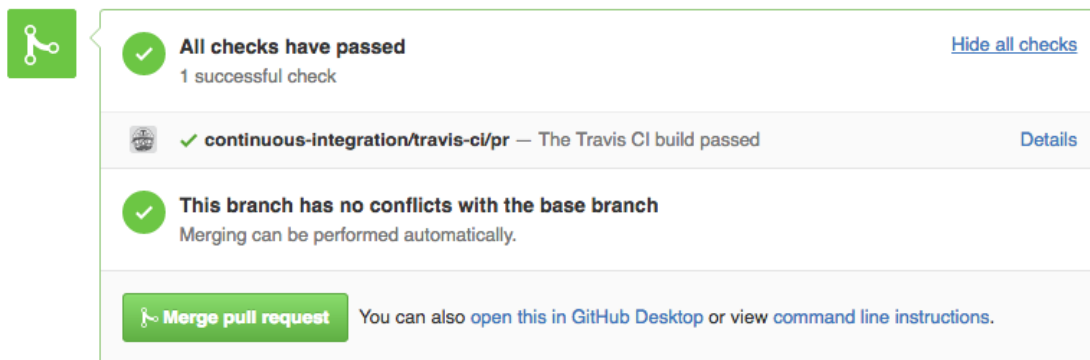 All checks have passed
Hide all checks
1 successful check
continuous-integration/travis-ci/pr — The Travis CI build passed
Details
This branch has no conflicts with the base branch
Merging can be performed automatically.
Merge pull request
You can also open this in GitHub Desktop or view command line instructions.